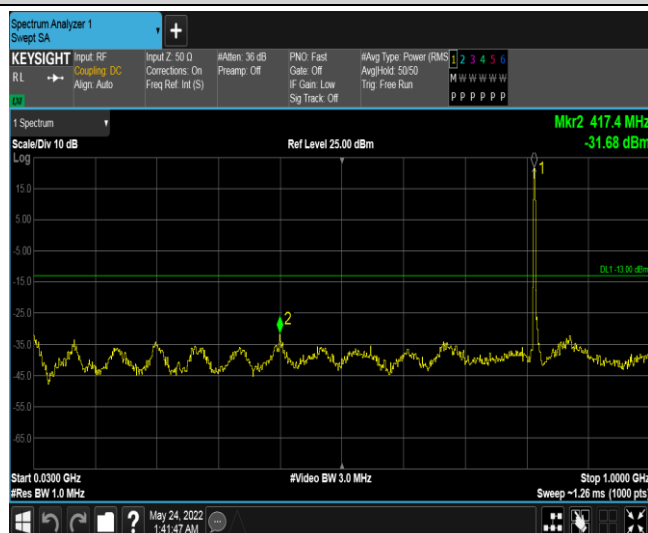 Spectrum Analyzer 1
Swept SA
KEYSIGHT Input: RF
Coupling: DC
Align: Auto
RL
LXI
Input Z: 50 Ω
Corrections: On
Freq Ref: Int (S)
#Atten: 36 dB
Preamp: Off
PNO: Fast
Gate: Off
IF Gain: Low
Sig Track: Off
#Avg Type: Power (RMS
Avg|Hold: 50/50
Trig: Free Run
1 2 3 4 5 6
M W W W W W
P P P P P P
1 Spectrum
Mkr2 417.4 MHz
-31.68 dBm
Scale/Div 10 dB
Ref Level 25.00 dBm
Log
1
15.0
5.00
-5.00
DL1 -13.00 dBm
-15.0
-25.0
2
-35.0
-45.0
-55.0
-65.0
Start 0.0300 GHz
#Video BW 3.0 MHz
Stop 1.0000 GHz
#Res BW 1.0 MHz
Sweep ~1.26 ms (1000 pts)
May 24, 2022
1:41:47 AM